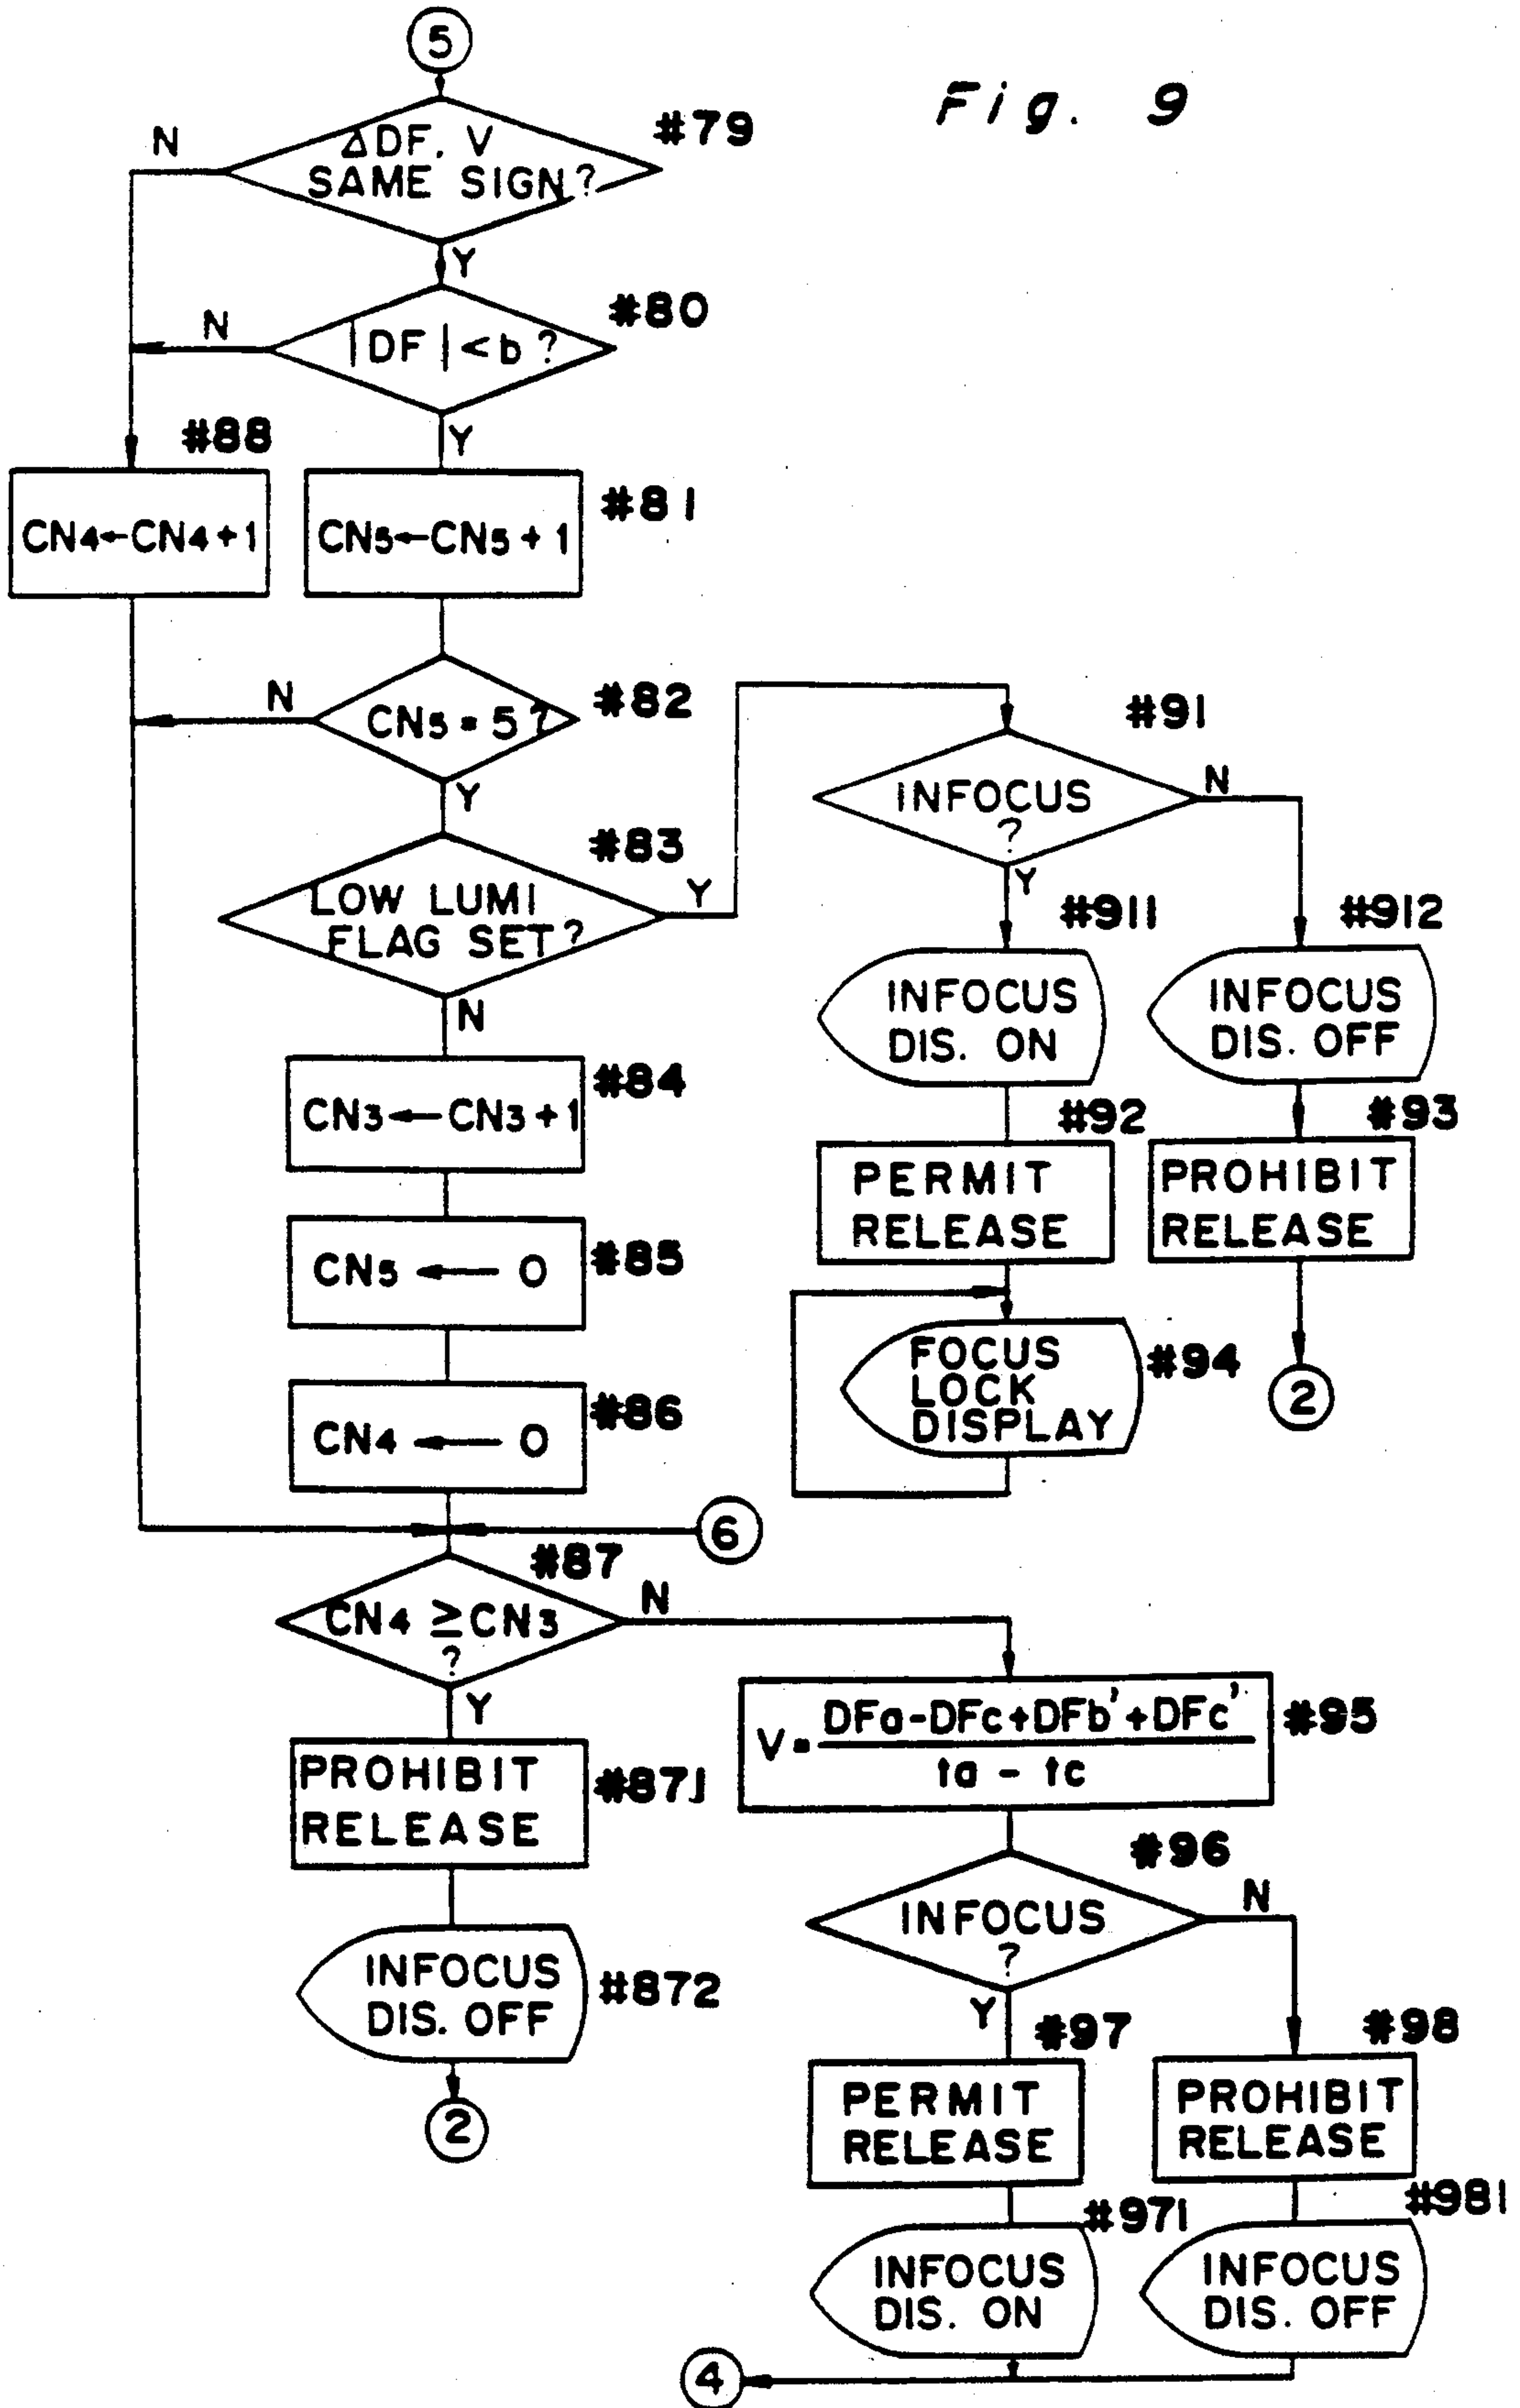 5
Fig. 9
#79
ΔDF. V
SAME SIGN?
N
Y
#80
|DF|<b?
N
Y
#88
CN4←CN4+1
#81
CN5←CN5+1
#82
CN5=5?
N
Y
#83
LOW LUMI
FLAG SET?
Y
N
#84
CN3←CN3+1
#85
CN5←0
#86
CN4←0
6
#91
INFOCUS
?
N
Y
#911
INFOCUS
DIS. ON
#912
INFOCUS
DIS. OFF
#92
PERMIT
RELEASE
#93
PROHIBIT
RELEASE
#94
FOCUS
LOCK
DISPLAY
2
#87
CN4≥CN3
?
N
Y
#871
PROHIBIT
RELEASE
#872
INFOCUS
DIS. OFF
2
#95
V=DFa-DFc+DFb'+DFc'
ta - tc
#96
INFOCUS
?
N
Y
#97
PERMIT
RELEASE
#98
PROHIBIT
RELEASE
#971
INFOCUS
DIS. ON
#981
INFOCUS
DIS. OFF
4